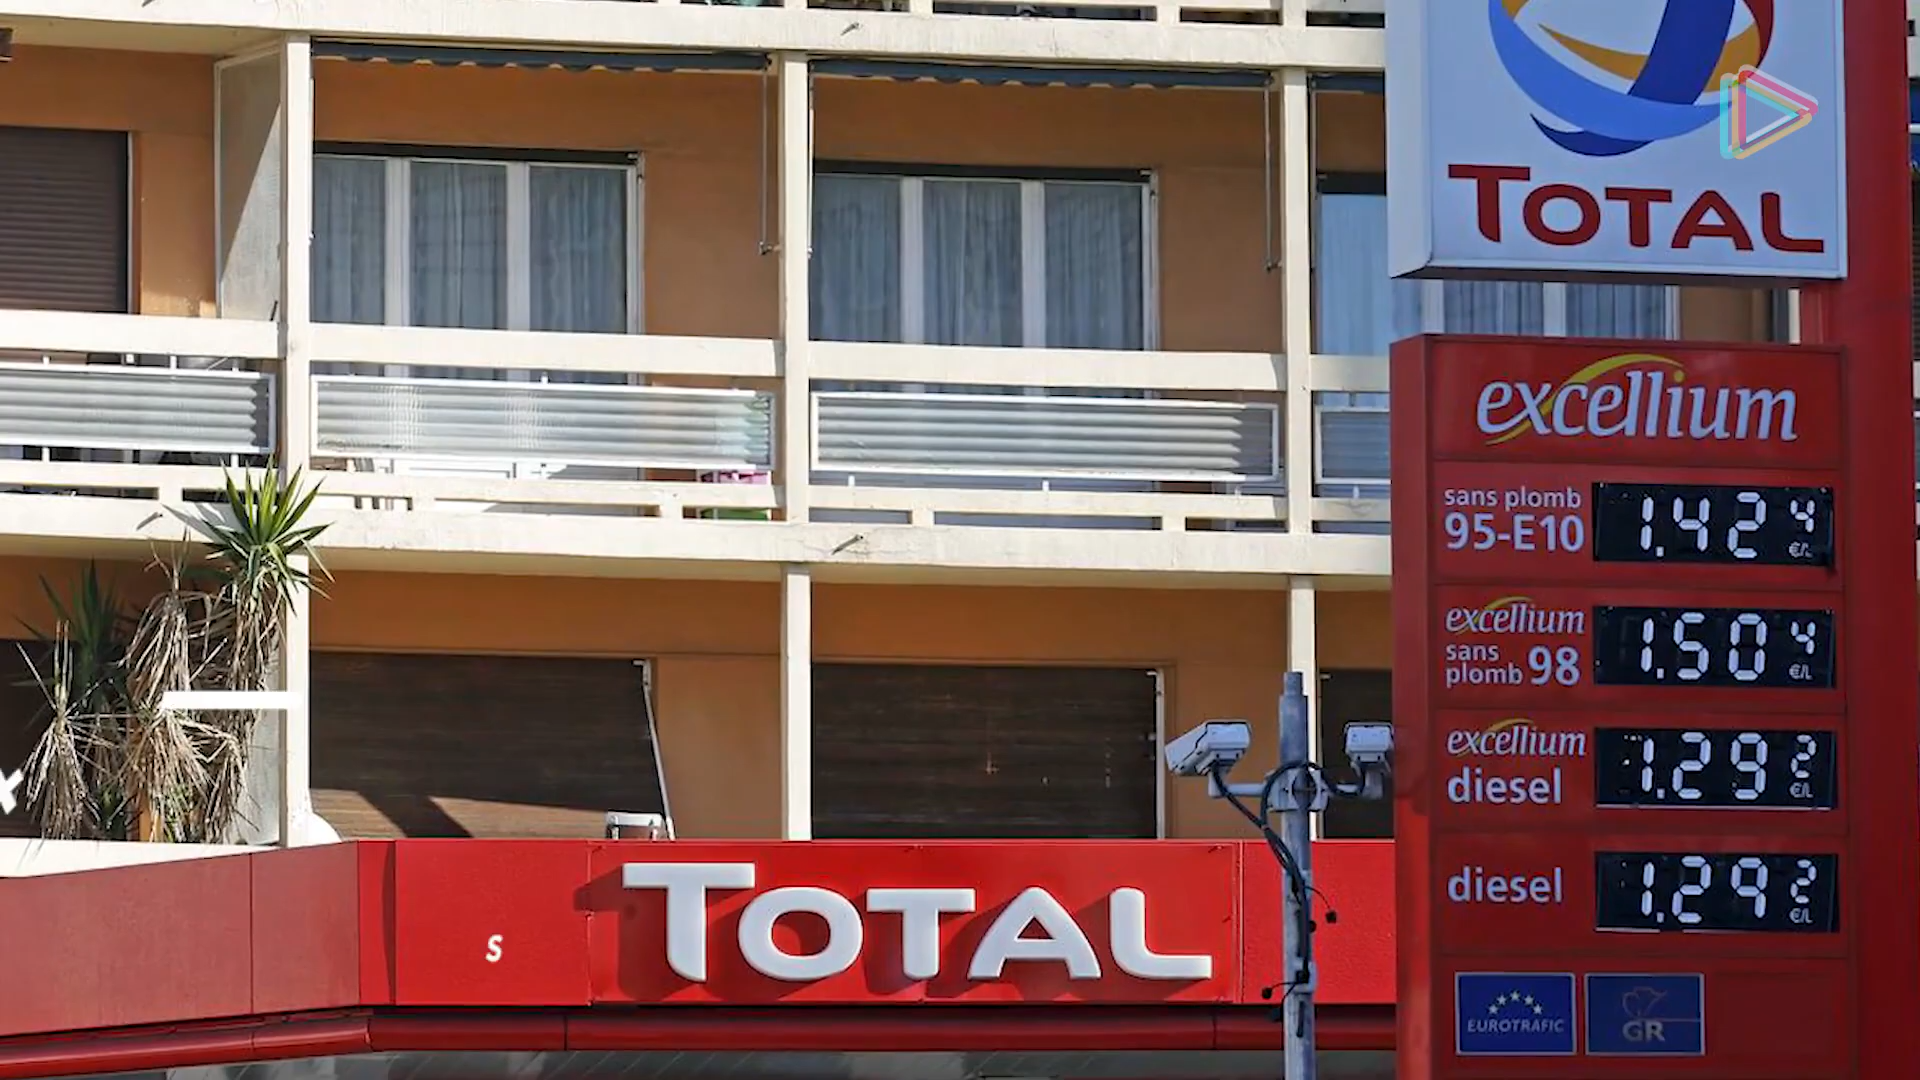 TOTAL
excellium
sans plomb
95-E10
1.424
€/L
excellium
sans
plomb 98
1.504
€/L
excellium
diesel
1.292
€/L
diesel
1.292
€/L
EUROTRAFIC
GR
TOTAL
S
x